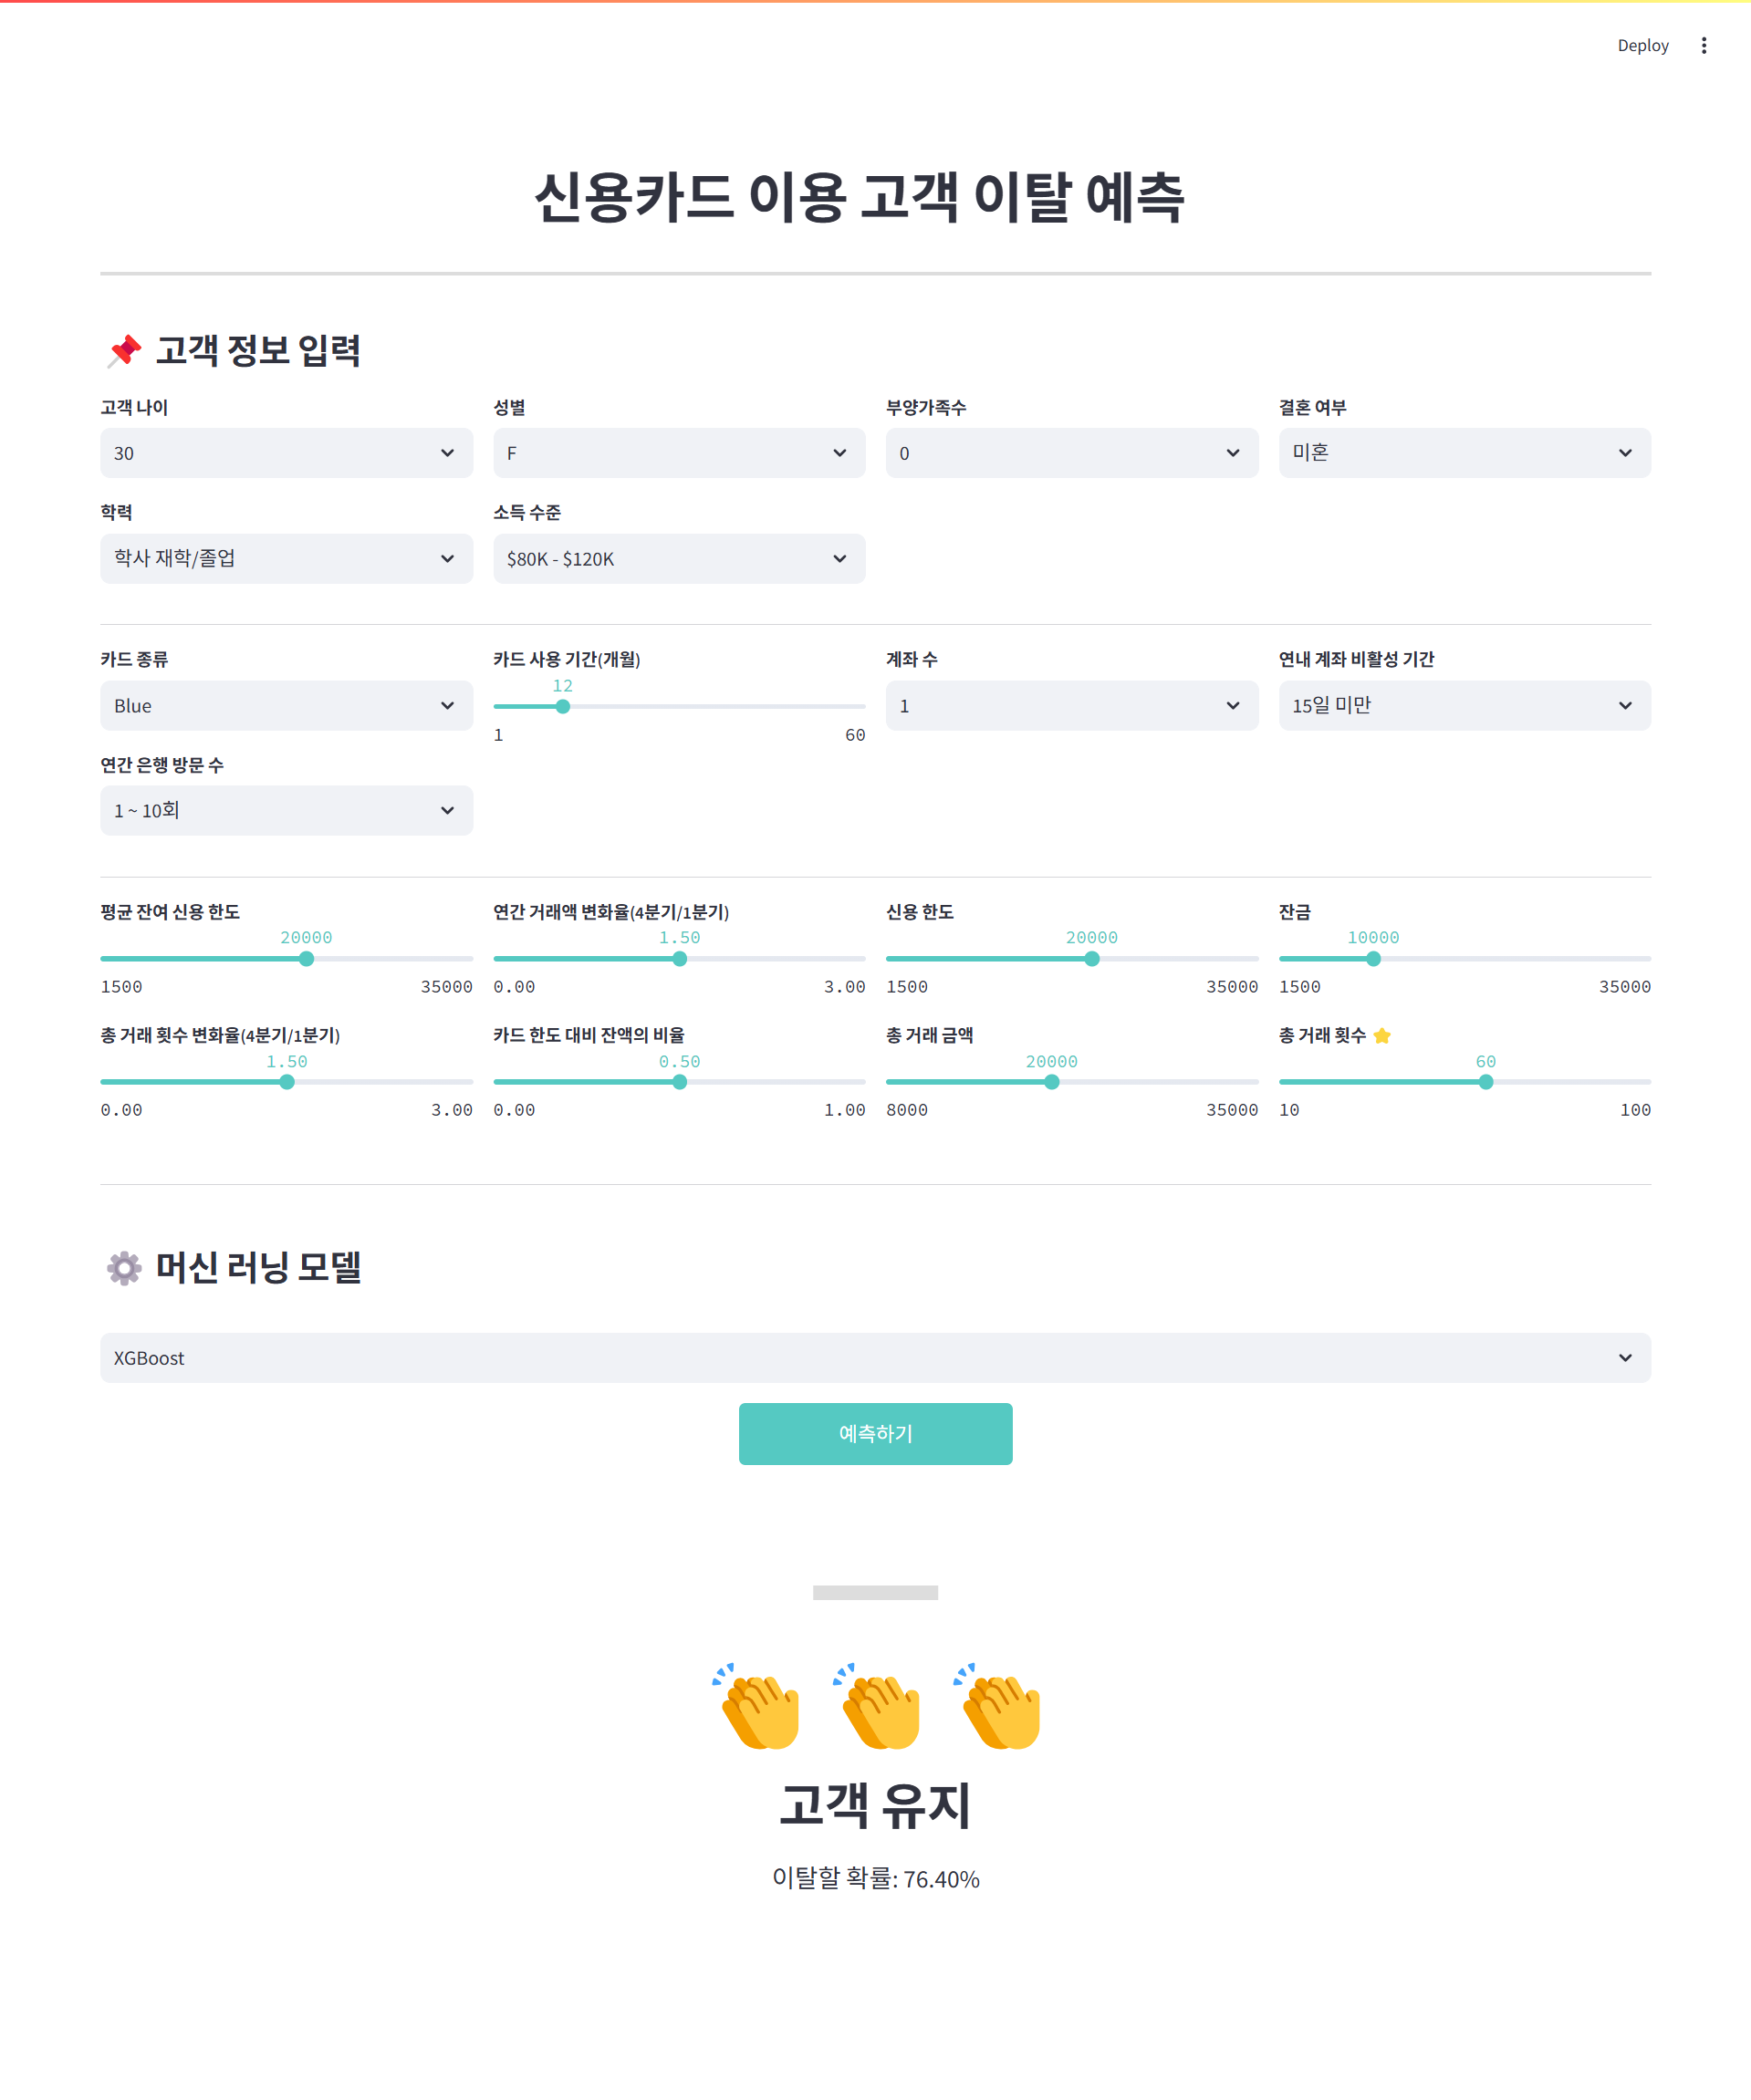 Deploy
신용카드 이용 고객 이탈 예측
고객 정보 입력
고객 나이
성별
부양가족수
결혼 여부
30
F
0
미혼
학력
소득 수준
학사 재학/졸업
$80K - $120K
카드 종류
카드 사용 기간(개월)
계좌 수
연내 계좌 비활성 기간
Blue
12
1
60
1
15일 미만
연간 은행 방문 수
1 ~ 10회
평균 잔여 신용 한도
연간 거래액 변화율(4분기/1분기)
신용 한도
잔금
20000
1.50
20000
10000
1500
35000
0.00
3.00
1500
35000
1500
35000
총 거래 횟수 변화율(4분기/1분기)
카드 한도 대비 잔액의 비율
총 거래 금액
총 거래 횟수
1.50
0.50
20000
60
0.00
3.00
0.00
1.00
8000
35000
10
100
머신 러닝 모델
XGBoost
예측하기
고객 유지
이탈할 확률: 76.40%